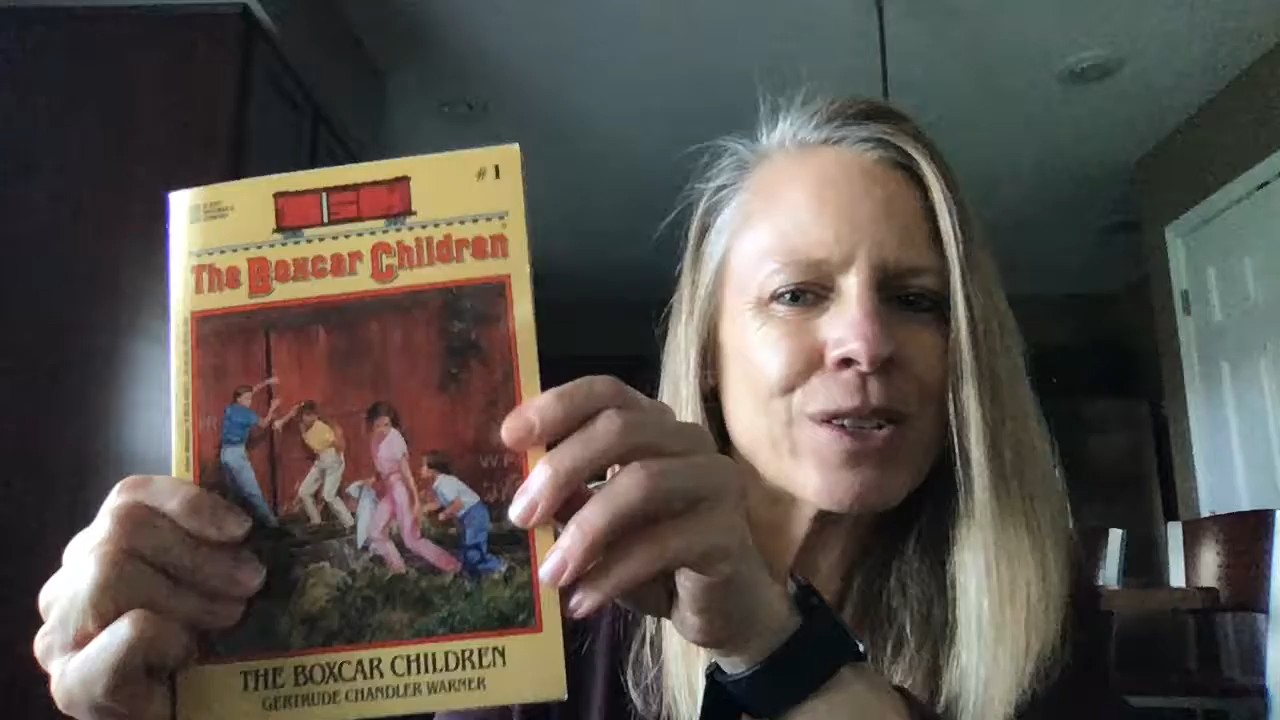 #1
The Boxcar Children
THE BOXCAR CHILDREN
GERTRUDE CHANDLER WARNER